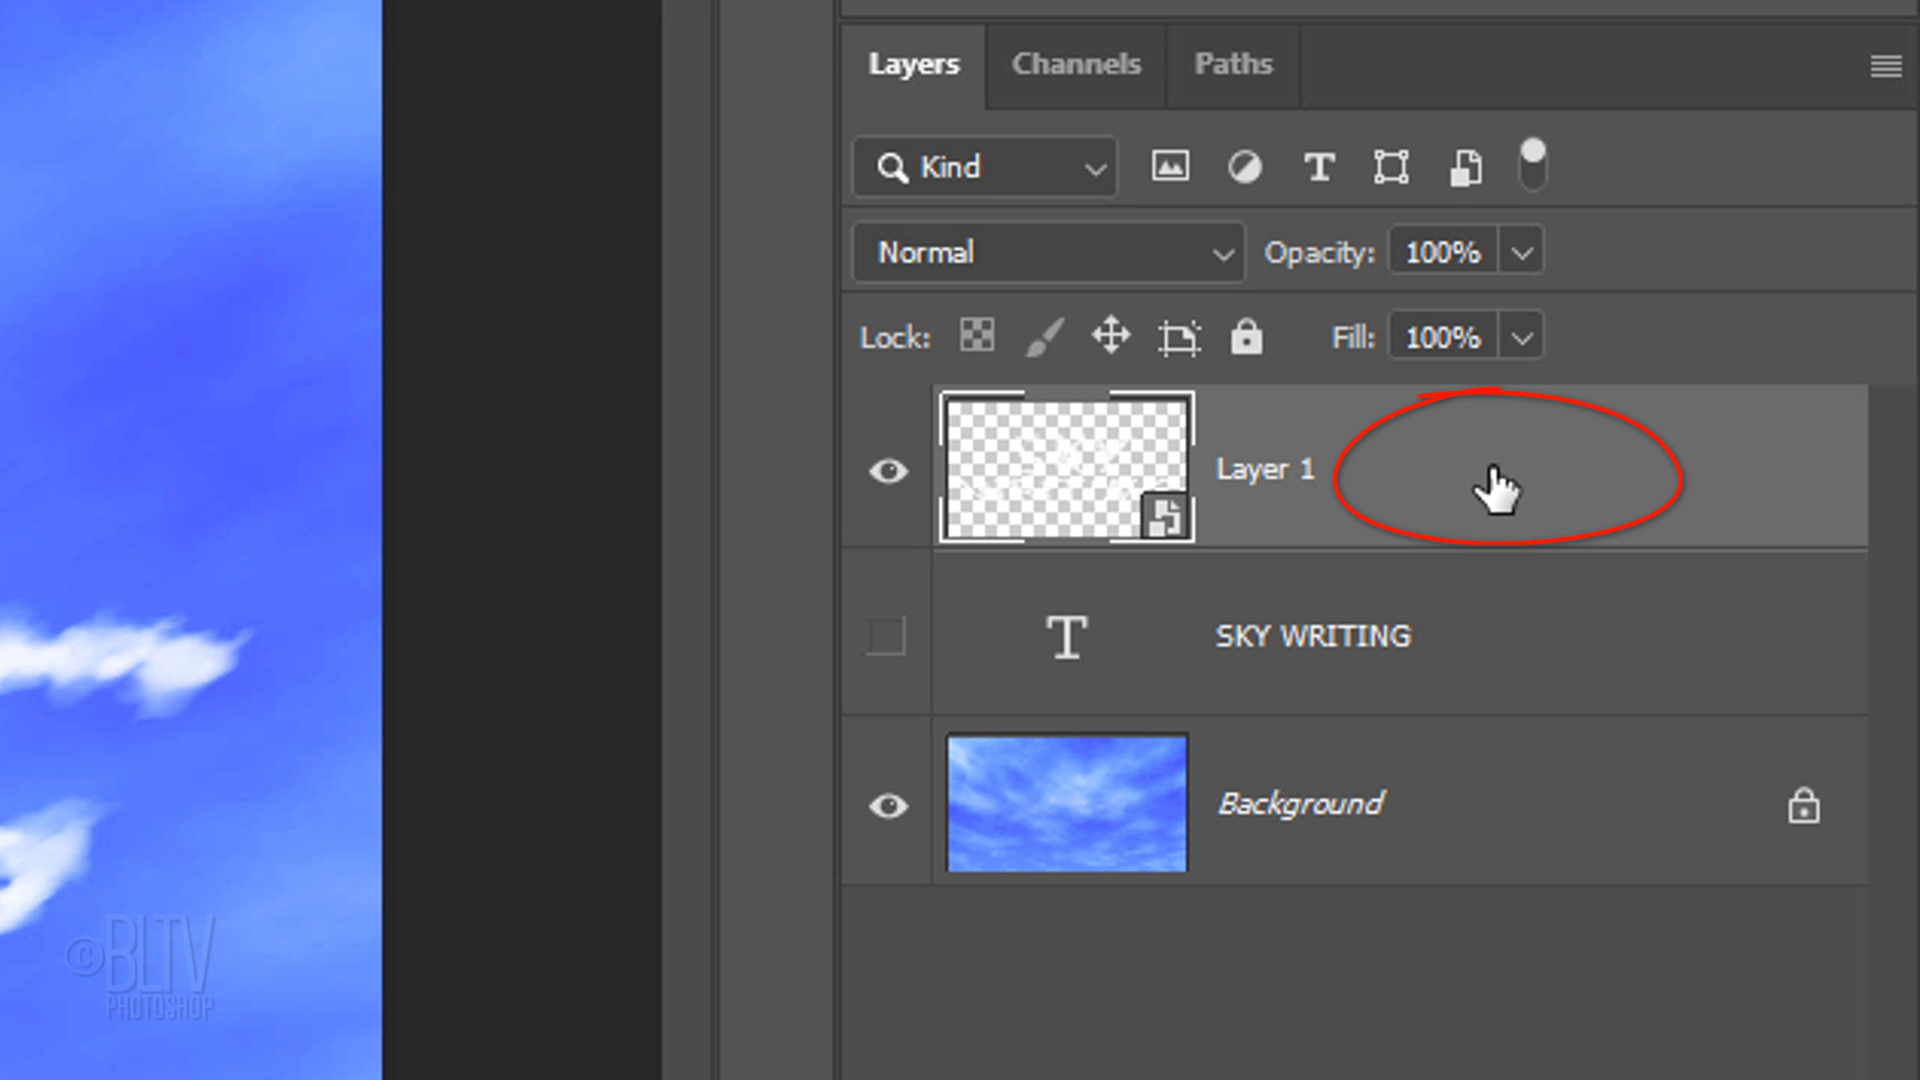 Layers Channels Paths
Kind
Normal Opacity: 100%
Lock: Fill: 100%
Layer 1
T SKY WRITING
Background
©BLTV
PHOTOSHOP